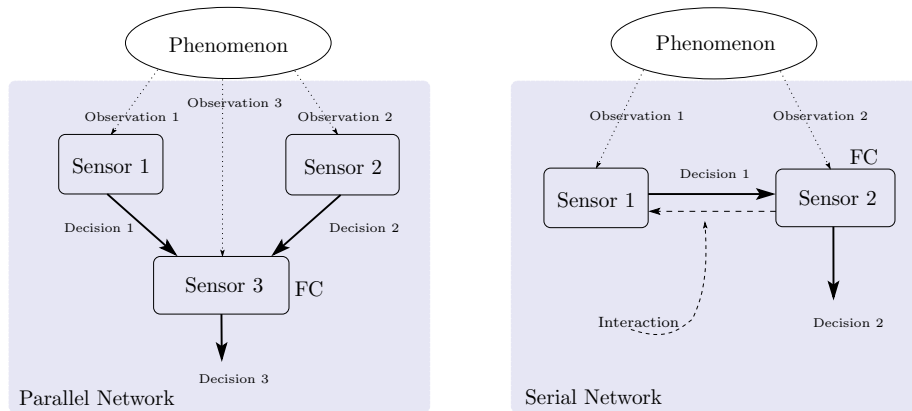 Phenomenon
Observation 3
Observation 1
Observation 2
Sensor 1
Sensor 2
Decision 1
Decision 2
Sensor 3
FC
Decision 3
Parallel Network
Phenomenon
Observation 1
Observation 2
FC
Decision 1
Sensor 1
Sensor 2
Interaction
Decision 2
Serial Network